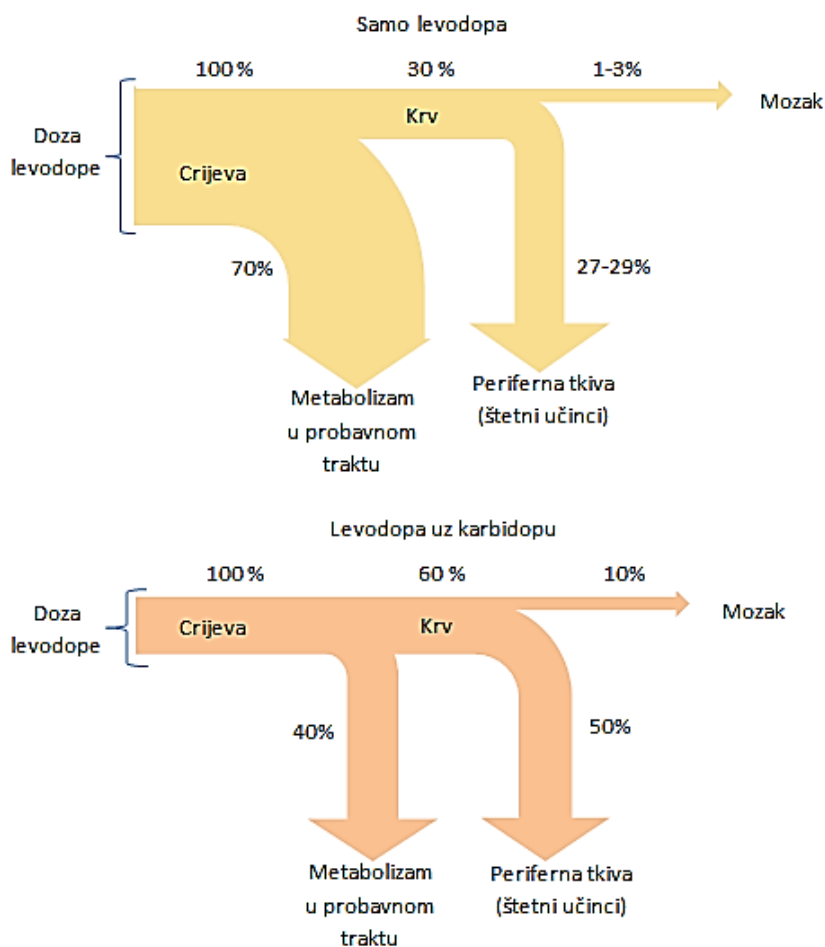 Samo levodopa
100 %
30 %
1-3%
Krv
Mozak
Doza
levodope
Crijeva
70%
27-29%
Metabolizam
u probavnom
traktu
Periferna tkiva
(štetni učinci)
Levodopa uz karbidopu
100 %
60 %
10%
Doza
levodope
Crijeva
Krv
Mozak
40%
50%
Metabolizam
u probavnom
traktu
Periferna tkiva
(štetni učinci)